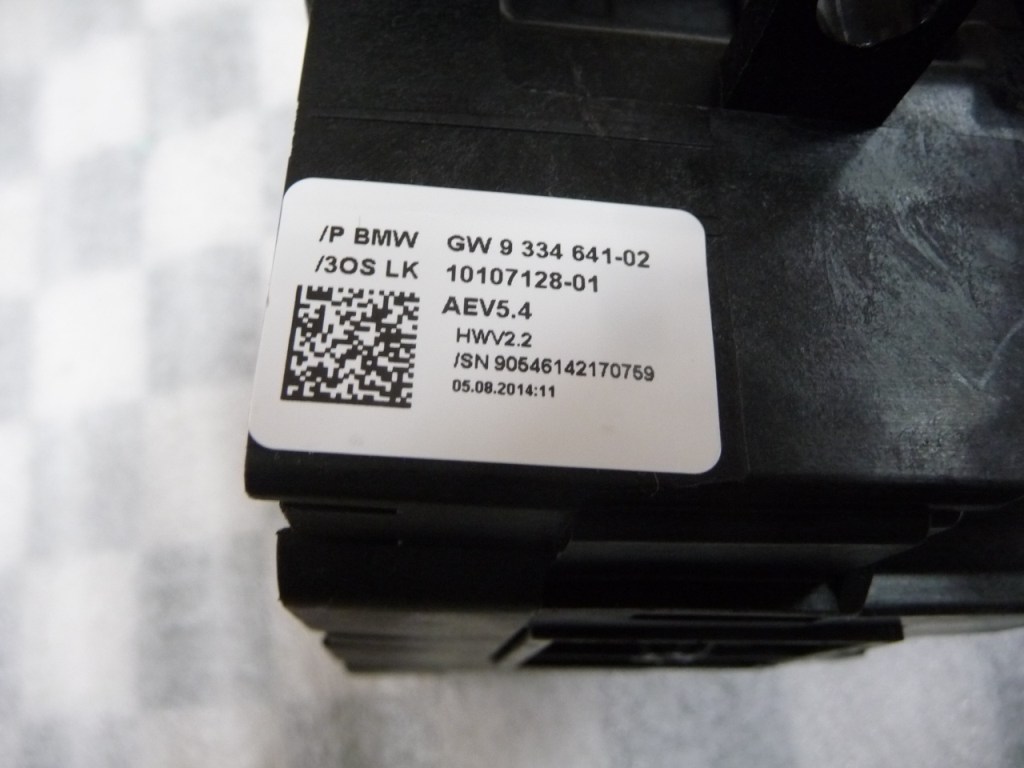 /P BMW GW 9 334 641-02
/3OS LK 10107128-01
AEV5.4
HWV2.2
/SN 90546142170759
05.08.2014:11